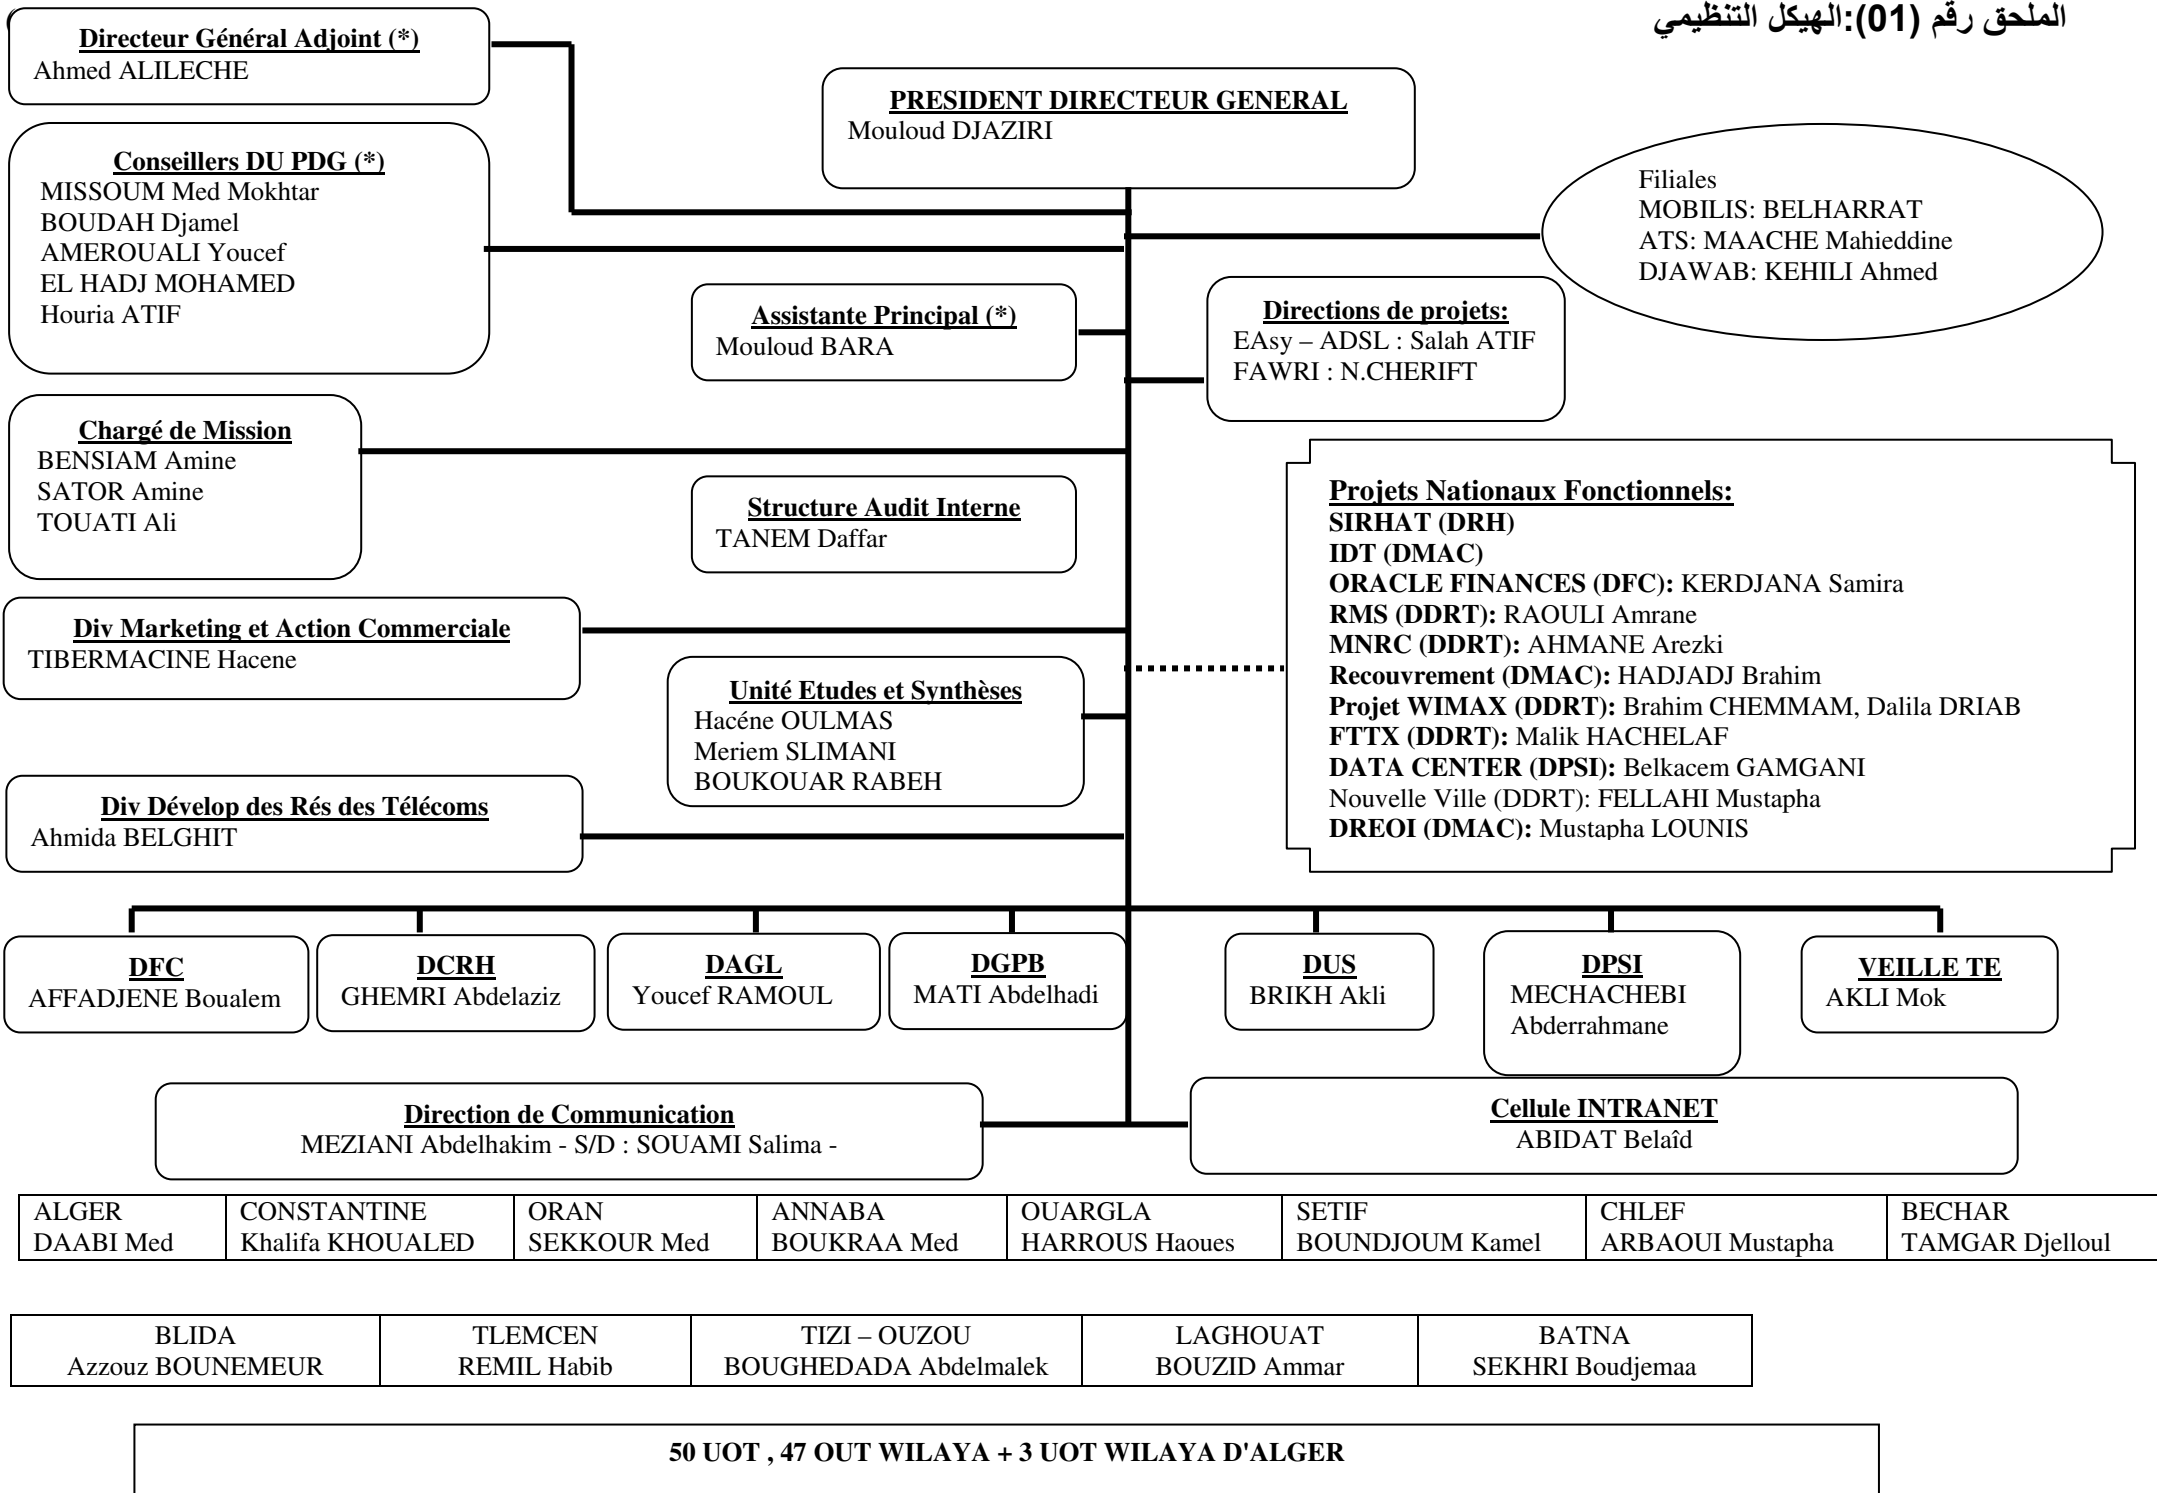 الملحق رقم (01):الهيكل التنظيمي
Directeur Général Adjoint (*)
Ahmed ALILECHE
PRESIDENT DIRECTEUR GENERAL
Mouloud DJAZIRI
Conseillers DU PDG (*)
MISSOUM Med Mokhtar
BOUDAH Djamel
AMEROUALI Youcef
EL HADJ MOHAMED
Houria ATIF
Filiales
MOBILIS: BELHARRAT
ATS: MAACHE Mahieddine
DJAWAB: KEHILI Ahmed
Assistante Principal (*)
Mouloud BARA
Directions de projets:
EAsy – ADSL : Salah ATIF
FAWRI : N.CHERIFT
Chargé de Mission
BENSIAM Amine
SATOR Amine
TOUATI Ali
Structure Audit Interne
TANEM Daffar
Projets Nationaux Fonctionnels:
SIRHAT (DRH)
IDT (DMAC)
ORACLE FINANCES (DFC): KERDJANA Samira
RMS (DDRT): RAOULI Amrane
MNRC (DDRT): AHMANE Arezki
Recouvrement (DMAC): HADJADJ Brahim
Projet WIMAX (DDRT): Brahim CHEMMAM, Dalila DRIAB
FTTX (DDRT): Malik HACHELAF
DATA CENTER (DPSI): Belkacem GAMGANI
Nouvelle Ville (DDRT): FELLAHI Mustapha
DREOI (DMAC): Mustapha LOUNIS
Div Marketing et Action Commerciale
TIBERMACINE Hacene
Unité Etudes et Synthèses
Hacéne OULMAS
Meriem SLIMANI
BOUKOUAR RABEH
Div Dévelop des Rés des Télécoms
Ahmida BELGHIT
DFC
AFFADJENE Boualem
DCRH
GHEMRI Abdelaziz
DAGL
Youcef RAMOUL
DGPB
MATI Abdelhadi
DUS
BRIKH Akli
DPSI
MECHACHEBI
Abderrahmane
VEILLE TE
AKLI Mok
Direction de Communication
MEZIANI Abdelhakim - S/D : SOUAMI Salima -
Cellule INTRANET
ABIDAT Belaîd
ALGER
DAABI Med
CONSTANTINE
Khalifa KHOUALED
ORAN
SEKKOUR Med
ANNABA
BOUKRAA Med
OUARGLA
HARROUS Haoues
SETIF
BOUNDJOUM Kamel
CHLEF
ARBAOUI Mustapha
BECHAR
TAMGAR Djelloul
BLIDA
Azzouz BOUNEMEUR
TLEMCEN
REMIL Habib
TIZI – OUZOU
BOUGHEDADA Abdelmalek
LAGHOUAT
BOUZID Ammar
BATNA
SEKHRI Boudjemaa
50 UOT , 47 OUT WILAYA + 3 UOT WILAYA D'ALGER